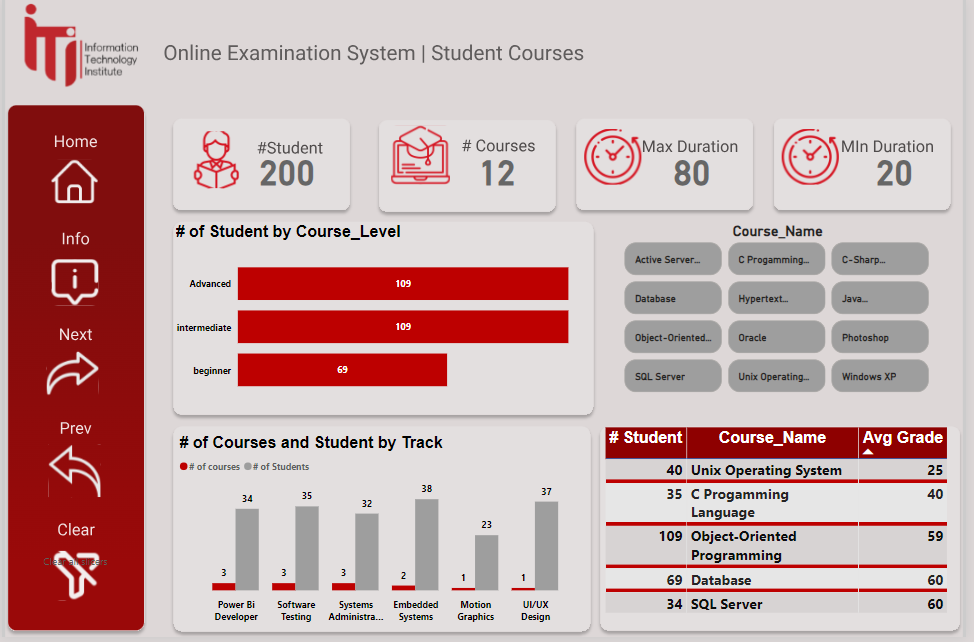 iTi
Information
Technology
Institute
Online Examination System | Student Courses
Home
Info
Next
Prev
Clear
Clear all slicers
#Student
200
# Courses
12
Max Duration
80
MIn Duration
20
# of Student by Course_Level
Advanced 109
intermediate 109
beginner 69
Course_Name
Active Server... C Progamming... C-Sharp...
Database Hypertext... Java...
Object-Oriented... Oracle Photoshop
SQL Server Unix Operating... Windows XP
# of Courses and Student by Track
# of courses # of Students
3 34 3 35 3 32 2 38 1 23 1 37
Power Bi Software Systems Embedded Motion UI/UX
Developer Testing Administra... Systems Graphics Design
# Student Course_Name Avg Grade
40 Unix Operating System 25
35 C Progamming 40
Language
109 Object-Oriented 59
Programming
69 Database 60
34 SQL Server 60